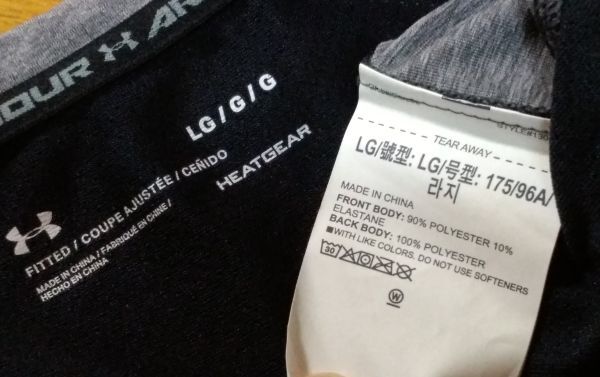 OUR AR
LG / G / G
FITTED / COUPE AJUSTÉE / CEÑIDO
HEATGEAR
MADE IN CHINA / FABRIQUÉ EN CHINE /
HECHO EN CHINA
TEAR AWAY
LG/號型: LG/号型: 175/96A/
라지
MADE IN CHINA
FRONT BODY: 90% POLYESTER 10%
ELASTANE
BACK BODY: 100% POLYESTER
■WITH LIKE COLORS, DO NOT USE SOFTENERS
30
W